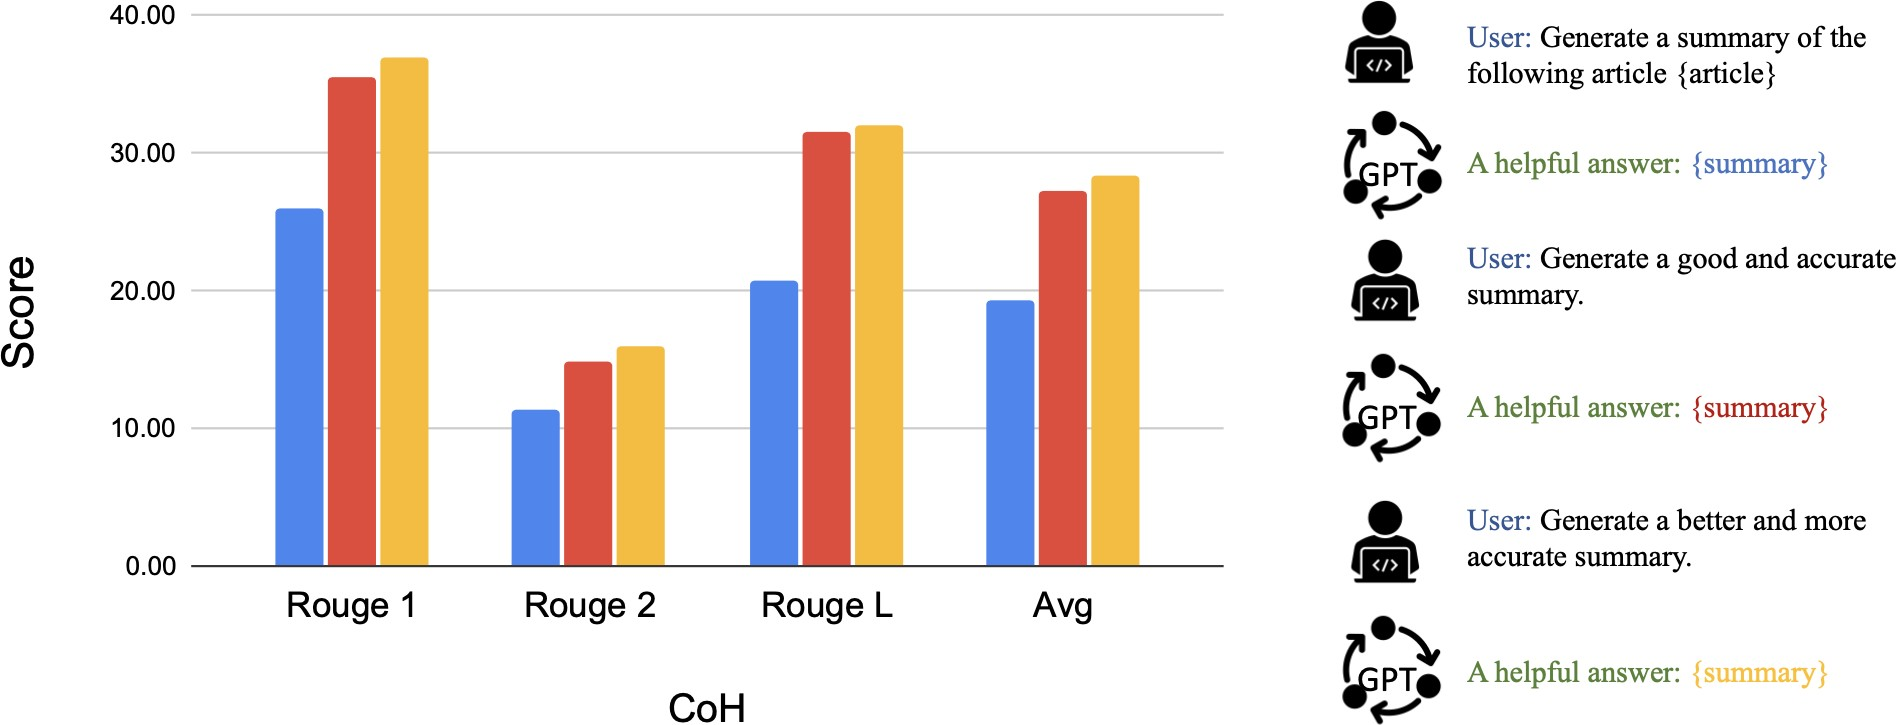 40.00
30.00
20.00
10.00
0.00
Score
Rouge 1
Rouge 2
Rouge L
Avg
CoH
</>
User: Generate a summary of the
following article {article}
GPT
A helpful answer: {summary}
</>
User: Generate a good and accurate
summary.
GPT
A helpful answer: {summary}
</>
User: Generate a better and more
accurate summary.
GPT
A helpful answer: {summary}